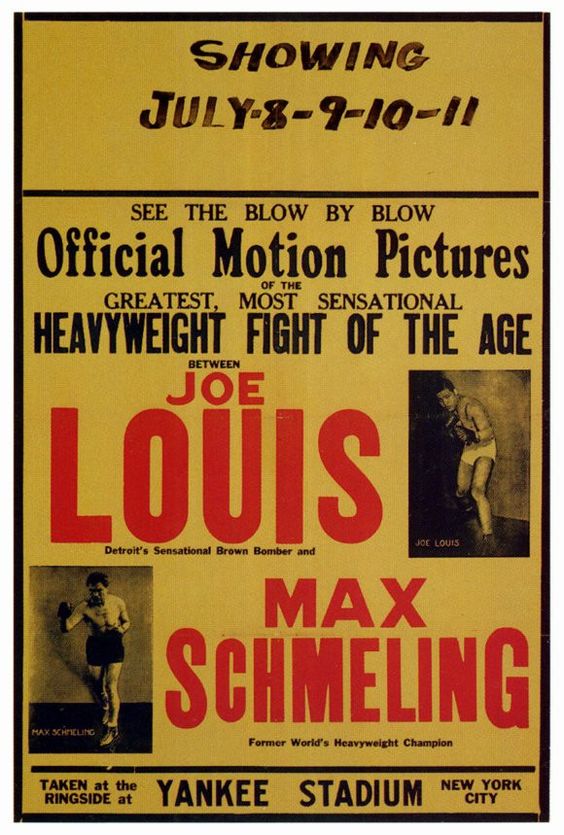 SHOWING
JULY-8-9-10-11
SEE THE BLOW BY BLOW
Official Motion Pictures
OF THE
GREATEST, MOST SENSATIONAL
HEAVYWEIGHT FIGHT OF THE AGE
BETWEEN
JOE
LOUIS
JOE LOUIS
Detroit's Sensational Brown Bomber and
MAX
SCHMELING
MAX SCHMELING
Former World's Heavyweight Champion
TAKEN at the
RINGSIDE at
YANKEE STADIUM
NEW YORK
CITY